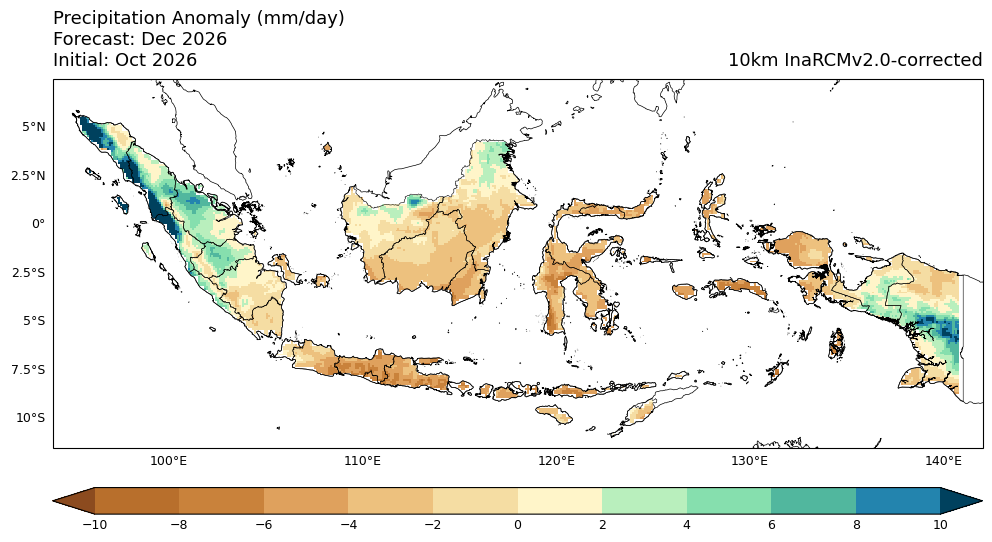 Precipitation Anomaly (mm/day)
Forecast: Dec 2026
Initial: Oct 2026
10km InaRCMv2.0-corrected
5°N
2.5°N
0°
2.5°S
5°S
7.5°S
10°S
100°E 110°E 120°E 130°E 140°E
−10 −8 −6 −4 −2 0 2 4 6 8 10